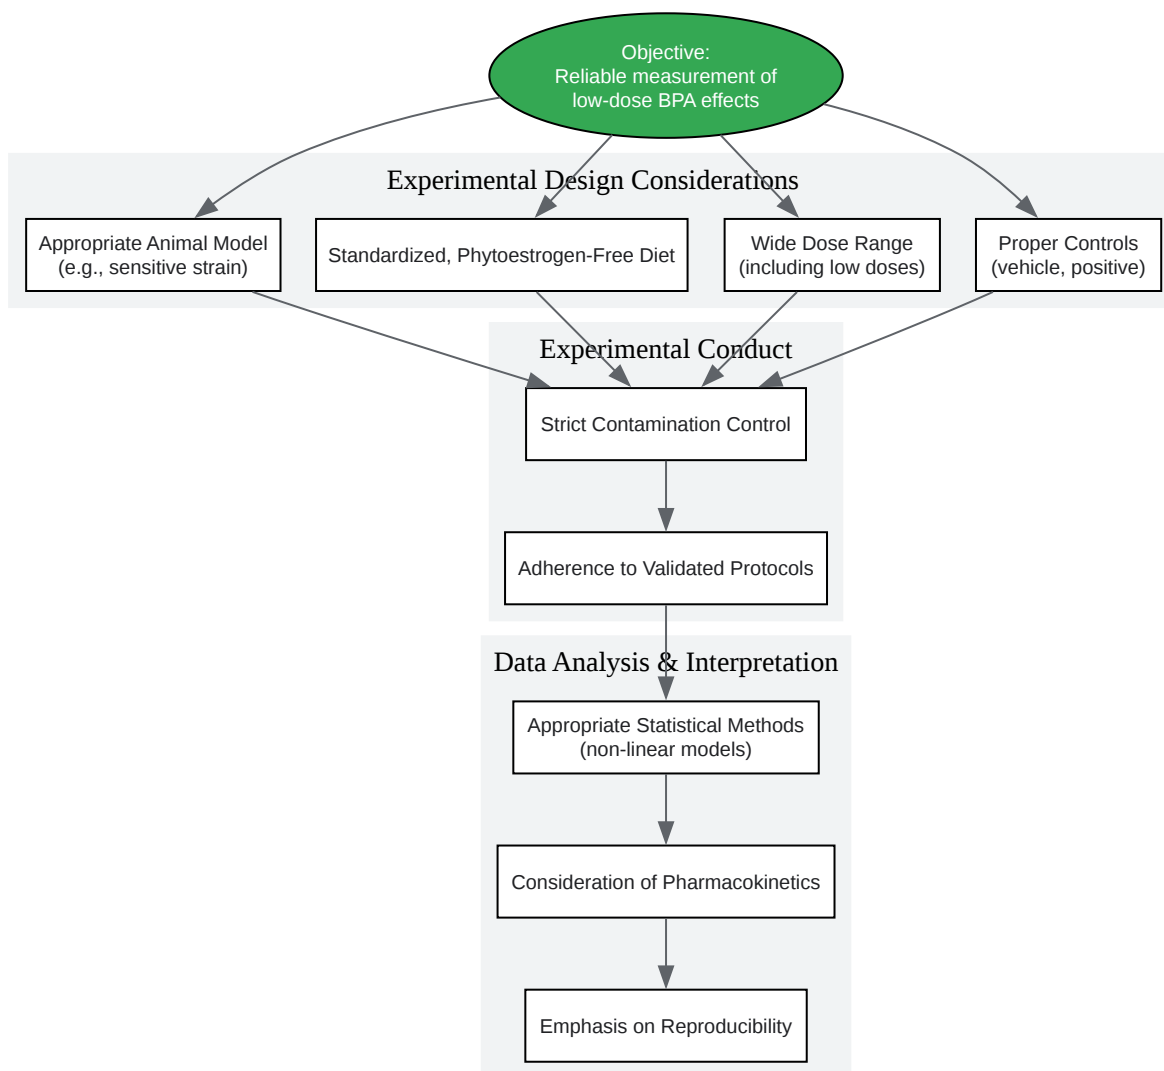 Objective:
Reliable measurement of
low-dose BPA effects
Experimental Design Considerations
Appropriate Animal Model
(e.g., sensitive strain)
Standardized, Phytoestrogen-Free Diet
Wide Dose Range
(including low doses)
Proper Controls
(vehicle, positive)
Experimental Conduct
Strict Contamination Control
Adherence to Validated Protocols
Data Analysis & Interpretation
Appropriate Statistical Methods
(non-linear models)
Consideration of Pharmacokinetics
Emphasis on Reproducibility